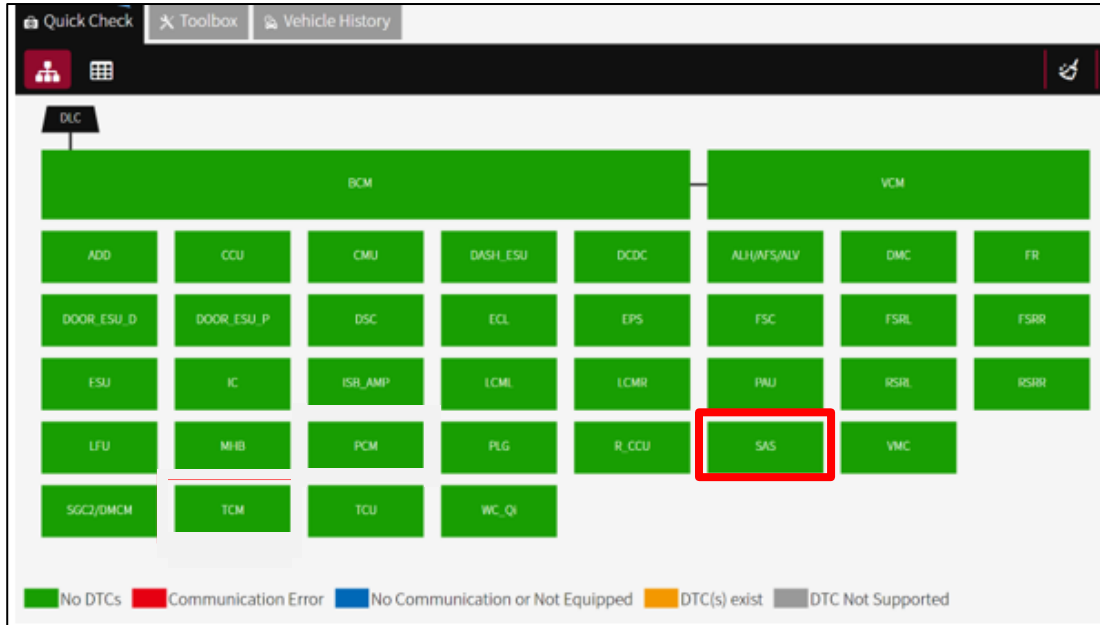 Quick Check Toolbox Vehicle History
DLC
BCM VCM
ADD CCU CMU DASH_ESU DCDC ALH/AFS/ALV DMC FR
DOOR_ESU_D DOOR_ESU_P DSC ECL EPS FSC FSRL FSRR
ESU IC ISB_AMP LCML LCMR PAU RSRL RSRR
LFU MHB PCM PLG R_CCU SAS VMC
SGC2/DMCM TCM TCU WC_QI
No DTCs Communication Error No Communication or Not Equipped DTC(s) exist DTC Not Supported